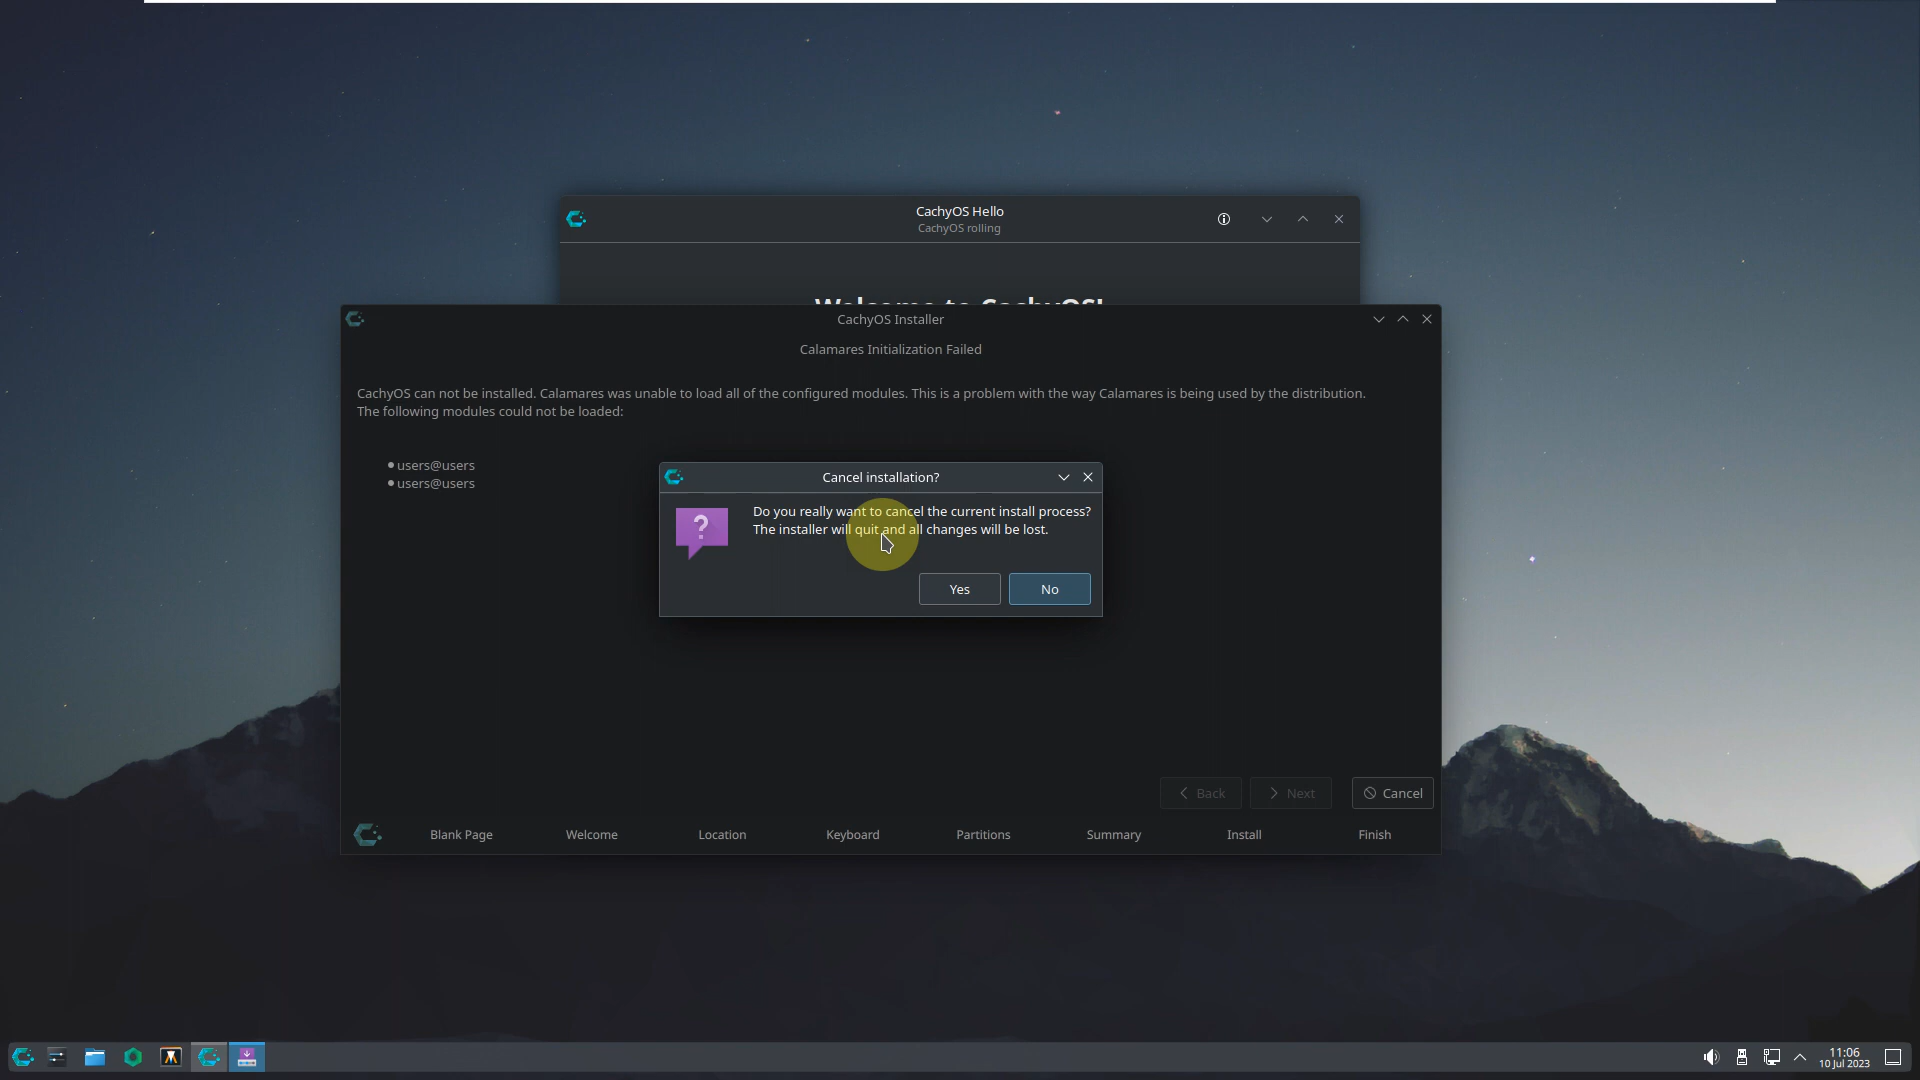 CachyOS Hello
CachyOS rolling
Welcome to CachyOS!
CachyOS Installer
Calamares Initialization Failed
CachyOS can not be installed. Calamares was unable to load all of the configured modules. This is a problem with the way Calamares is being used by the distribution.
The following modules could not be loaded:
users@users
users@users
Cancel installation?
Do you really want to cancel the current install process?
The installer will quit and all changes will be lost.
Yes
No
Back
Next
Cancel
Blank Page
Welcome
Location
Keyboard
Partitions
Summary
Install
Finish
11:06
10 Jul 2023